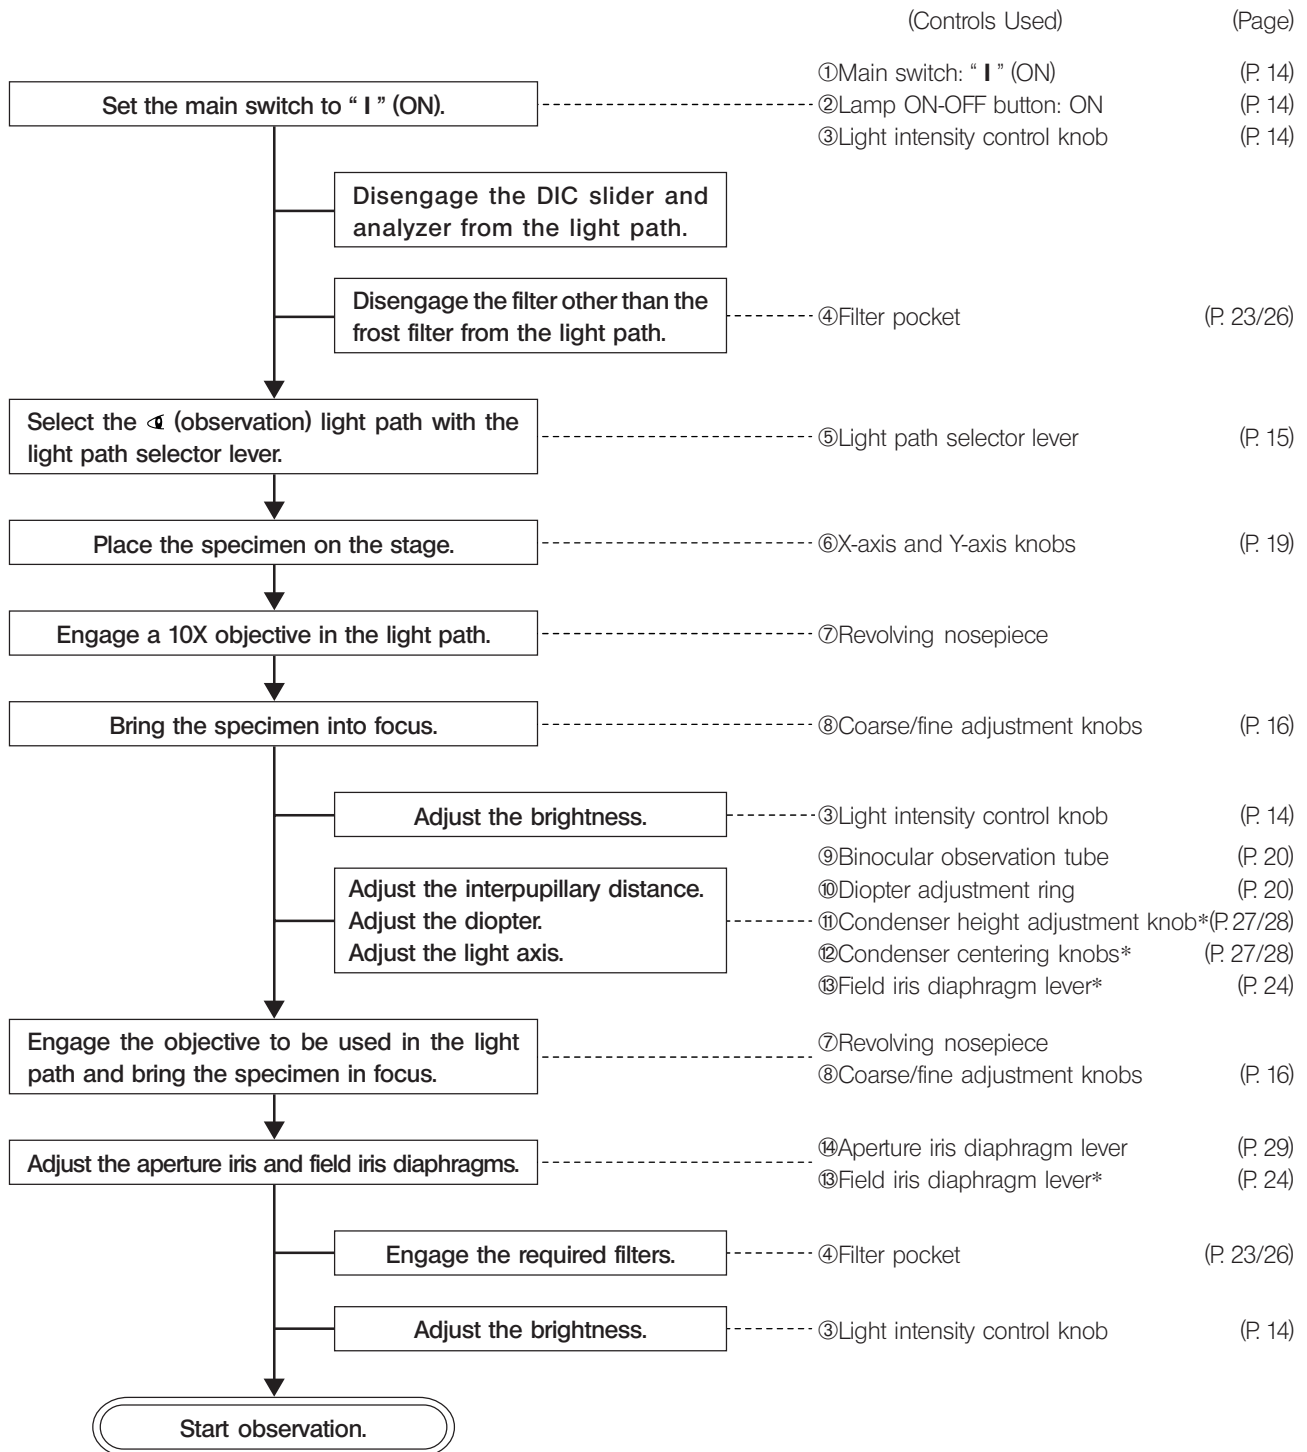 (Controls Used) (Page)
①Main switch: “ I ” (ON) (P. 14)
Set the main switch to “ I ” (ON).
②Lamp ON-OFF button: ON (P. 14)
③Light intensity control knob (P. 14)
Disengage the DIC slider and
analyzer from the light path.
Disengage the filter other than the
frost filter from the light path.
④Filter pocket (P. 23/26)
Select the (observation) light path with the
light path selector lever.
⑤Light path selector lever (P. 15)
Place the specimen on the stage.
⑥X-axis and Y-axis knobs (P. 19)
Engage a 10X objective in the light path.
⑦Revolving nosepiece
Bring the specimen into focus.
⑧Coarse/fine adjustment knobs (P. 16)
Adjust the brightness.
③Light intensity control knob (P. 14)
Adjust the interpupillary distance.
Adjust the diopter.
Adjust the light axis.
⑨Binocular observation tube (P. 20)
⑩Diopter adjustment ring (P. 20)
⑪Condenser height adjustment knob*(P. 27/28)
⑫Condenser centering knobs* (P. 27/28)
⑬Field iris diaphragm lever* (P. 24)
Engage the objective to be used in the light
path and bring the specimen in focus.
⑦Revolving nosepiece
⑧Coarse/fine adjustment knobs (P. 16)
Adjust the aperture iris and field iris diaphragms.
⑭Aperture iris diaphragm lever (P. 29)
⑬Field iris diaphragm lever* (P. 24)
Engage the required filters.
④Filter pocket (P. 23/26)
Adjust the brightness.
③Light intensity control knob (P. 14)
Start observation.